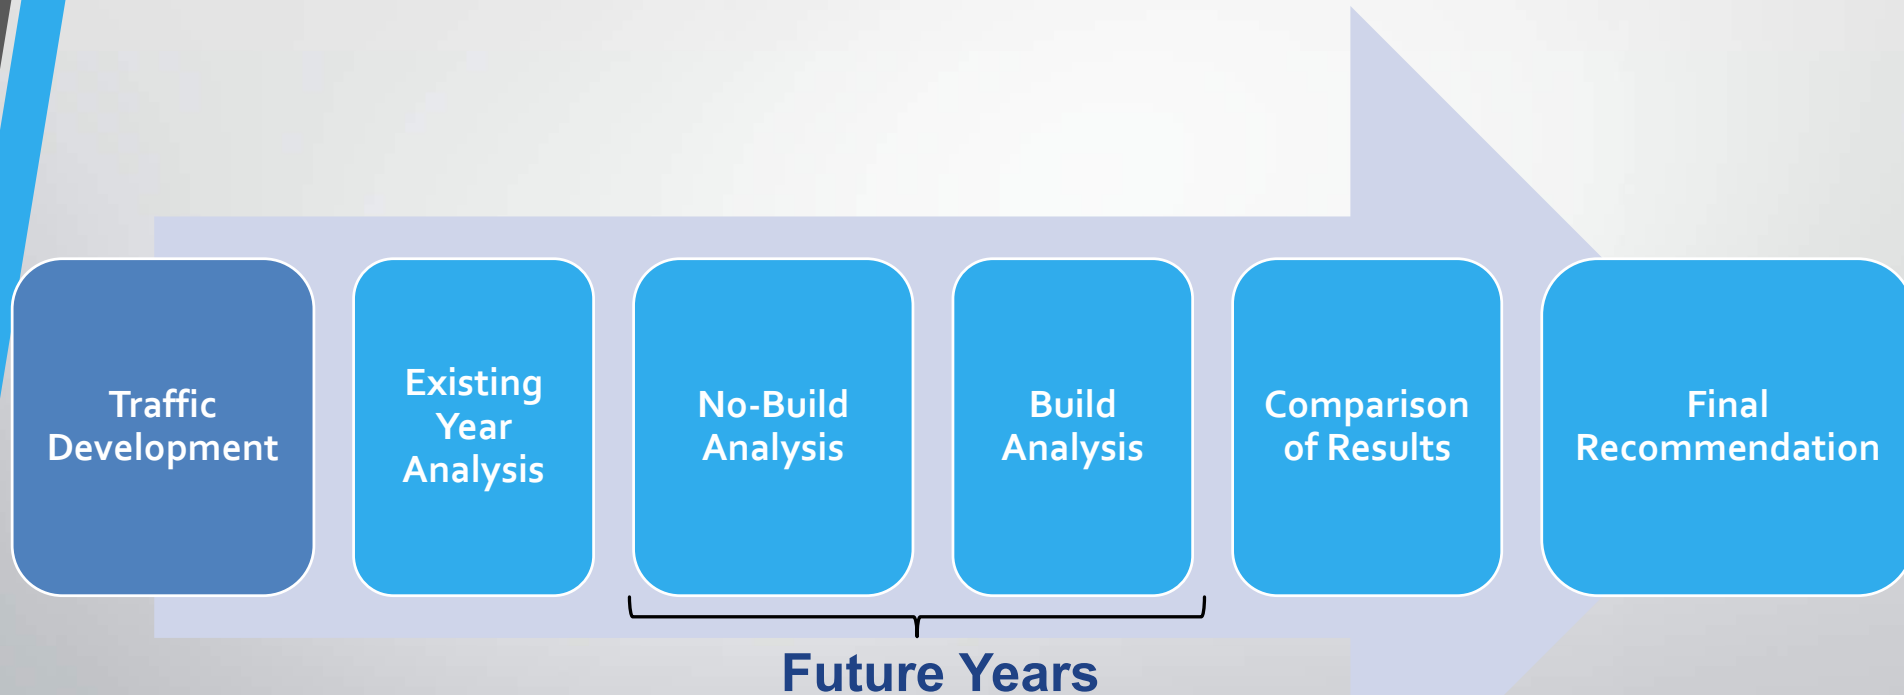 Traffic
Development
Existing
Year
Analysis
No-Build
Analysis
Build
Analysis
Comparison
of Results
Final
Recommendation
Future Years